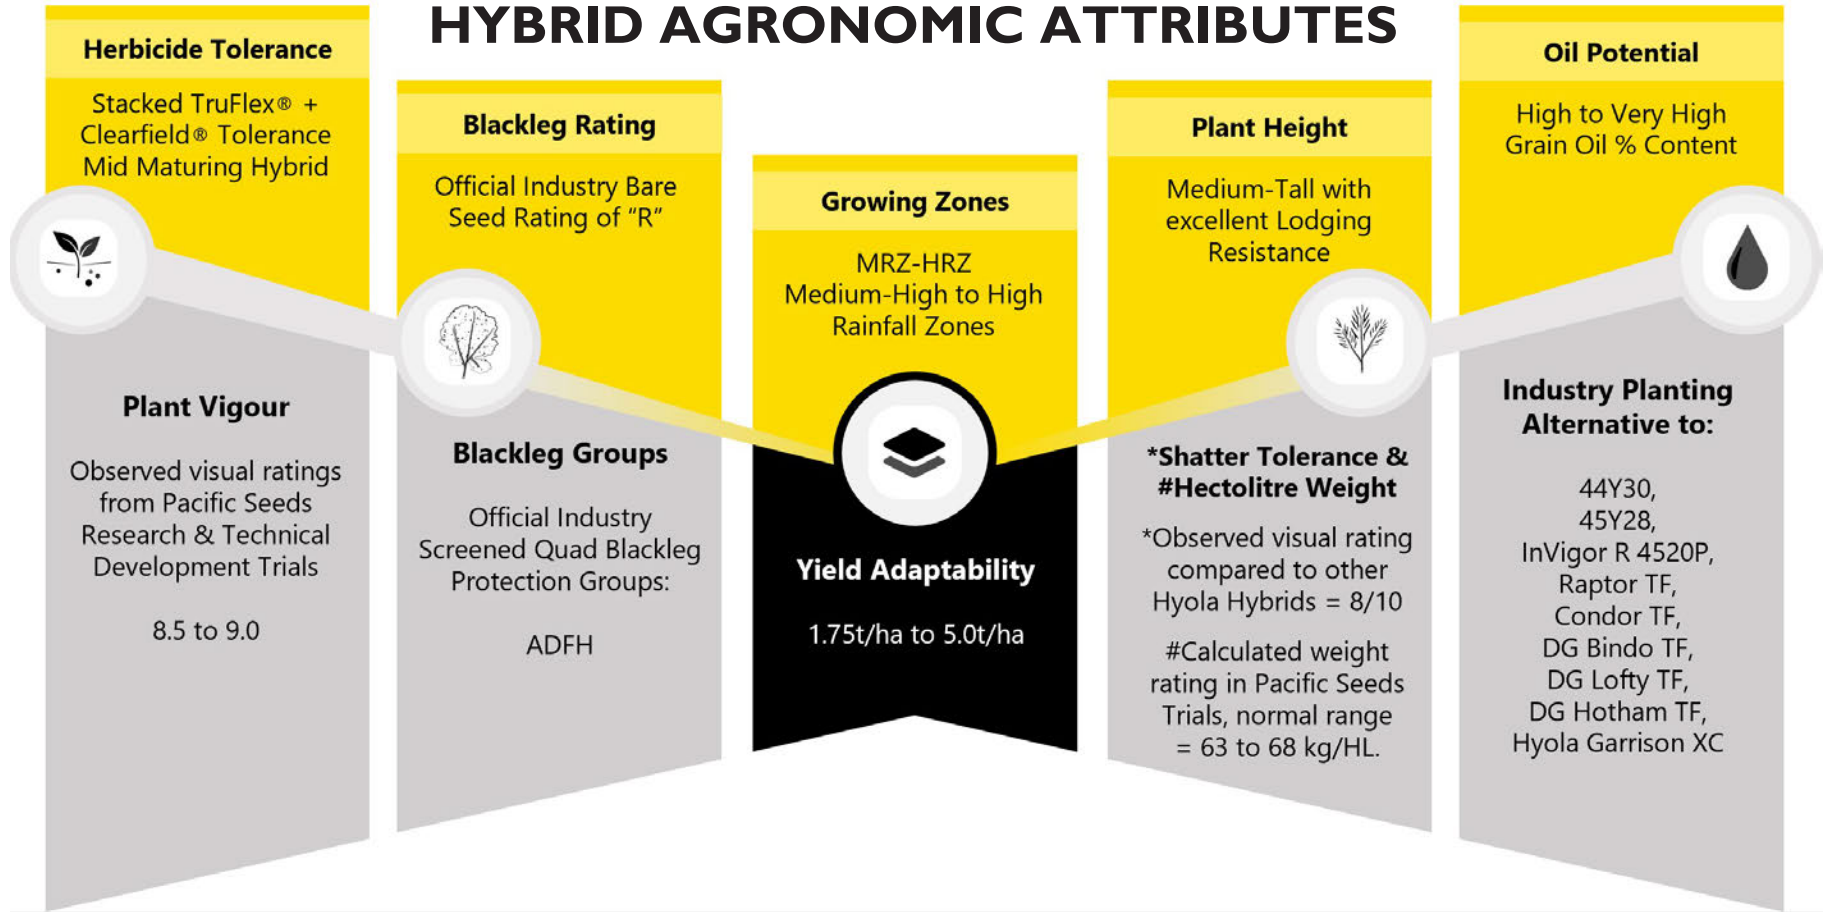 HYBRID AGRONOMIC ATTRIBUTES
Herbicide Tolerance
Stacked TruFlex® +
Clearfield® Tolerance
Mid Maturing Hybrid
Plant Vigour
Observed visual ratings
from Pacific Seeds
Research & Technical
Development Trials
8.5 to 9.0
Blackleg Rating
Official Industry Bare
Seed Rating of “R”
Blackleg Groups
Official Industry
Screened Quad Blackleg
Protection Groups:
ADFH
Growing Zones
MRZ-HRZ
Medium-High to High
Rainfall Zones
Yield Adaptability
1.75t/ha to 5.0t/ha
Plant Height
Medium-Tall with
excellent Lodging
Resistance
*Shatter Tolerance &
#Hectolitre Weight
*Observed visual rating
compared to other
Hyola Hybrids = 8/10
#Calculated weight
rating in Pacific Seeds
Trials, normal range
= 63 to 68 kg/HL.
Oil Potential
High to Very High
Grain Oil % Content
Industry Planting
Alternative to:
44Y30,
45Y28,
InVigor R 4520P,
Raptor TF,
Condor TF,
DG Bindo TF,
DG Lofty TF,
DG Hotham TF,
Hyola Garrison XC